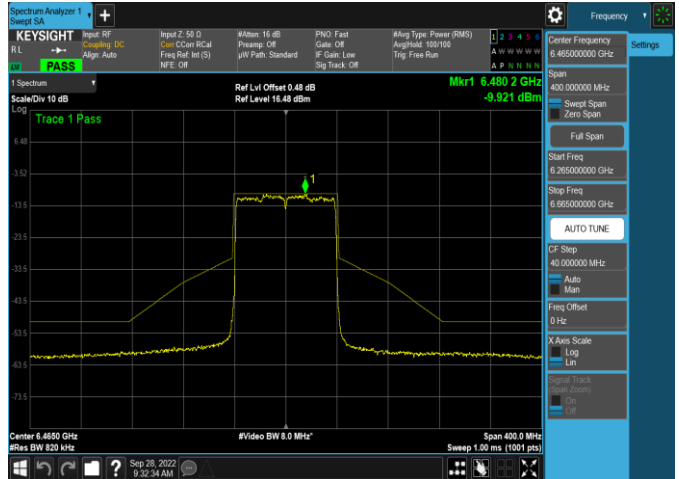 Spectrum Analyzer 1
Swept SA
Frequency
Settings
KEYSIGHT
RL
AM
PASS
Input: RF
Coupling: DC
Align: Auto
Input Z: 50 Ω
Corr CCorr RCal
Freq Ref: Int (S)
NFE: Off
#Atten: 16 dB
Preamp: Off
µW Path: Standard
PNO: Fast
Gate: Off
IF Gain: Low
Sig Track: Off
#Avg Type: Power (RMS)
Avg|Hold: 100/100
Trig: Free Run
1 2 3 4 5 6
A W W W W W
A P N N N N
1 Spectrum
Scale/Div 10 dB
Ref Lvl Offset 0.48 dB
Ref Level 16.48 dBm
Mkr1 6.480 2 GHz
-9.921 dBm
Log
Trace 1 Pass
6.48
-3.52
-13.5
-23.5
-33.5
-43.5
-53.5
-63.5
-73.5
1
Center 6.4650 GHz
#Res BW 820 kHz
#Video BW 8.0 MHz*
Span 400.0 MHz
Sweep 1.00 ms (1001 pts)
Center Frequency
6.465000000 GHz
Span
400.000000 MHz
Swept Span
Zero Span
Full Span
Start Freq
6.265000000 GHz
Stop Freq
6.665000000 GHz
AUTO TUNE
CF Step
40.000000 MHz
Auto
Man
Freq Offset
0 Hz
X Axis Scale
Log
Lin
Signal Track
(Span Zoom)
On
Off
?
Sep 28, 2022
9:32:34 AM